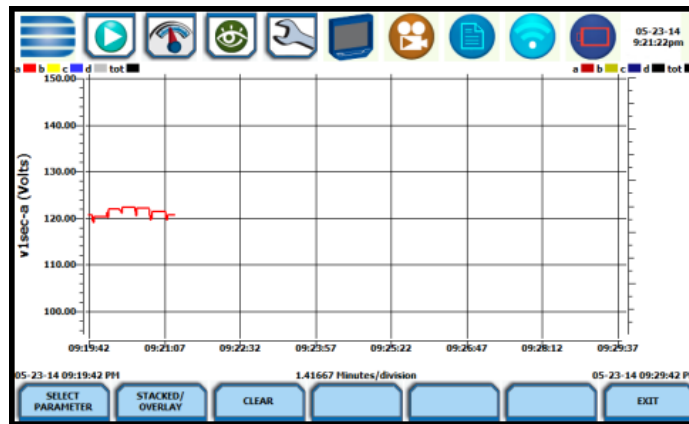 05-23-14
9:21:22pm
a b c d tot
a b c d tot
150.00
140.00
130.00
120.00
110.00
100.00
v1sec-a (Volts)
09:19:42 09:21:07 09:22:32 09:23:57 09:25:22 09:26:47 09:28:12 09:29:37
05-23-14 09:19:42 PM 1.41667 Minutes/division 05-23-14 09:29:42 P
SELECT PARAMETER
STACKED/ OVERLAY
CLEAR
EXIT